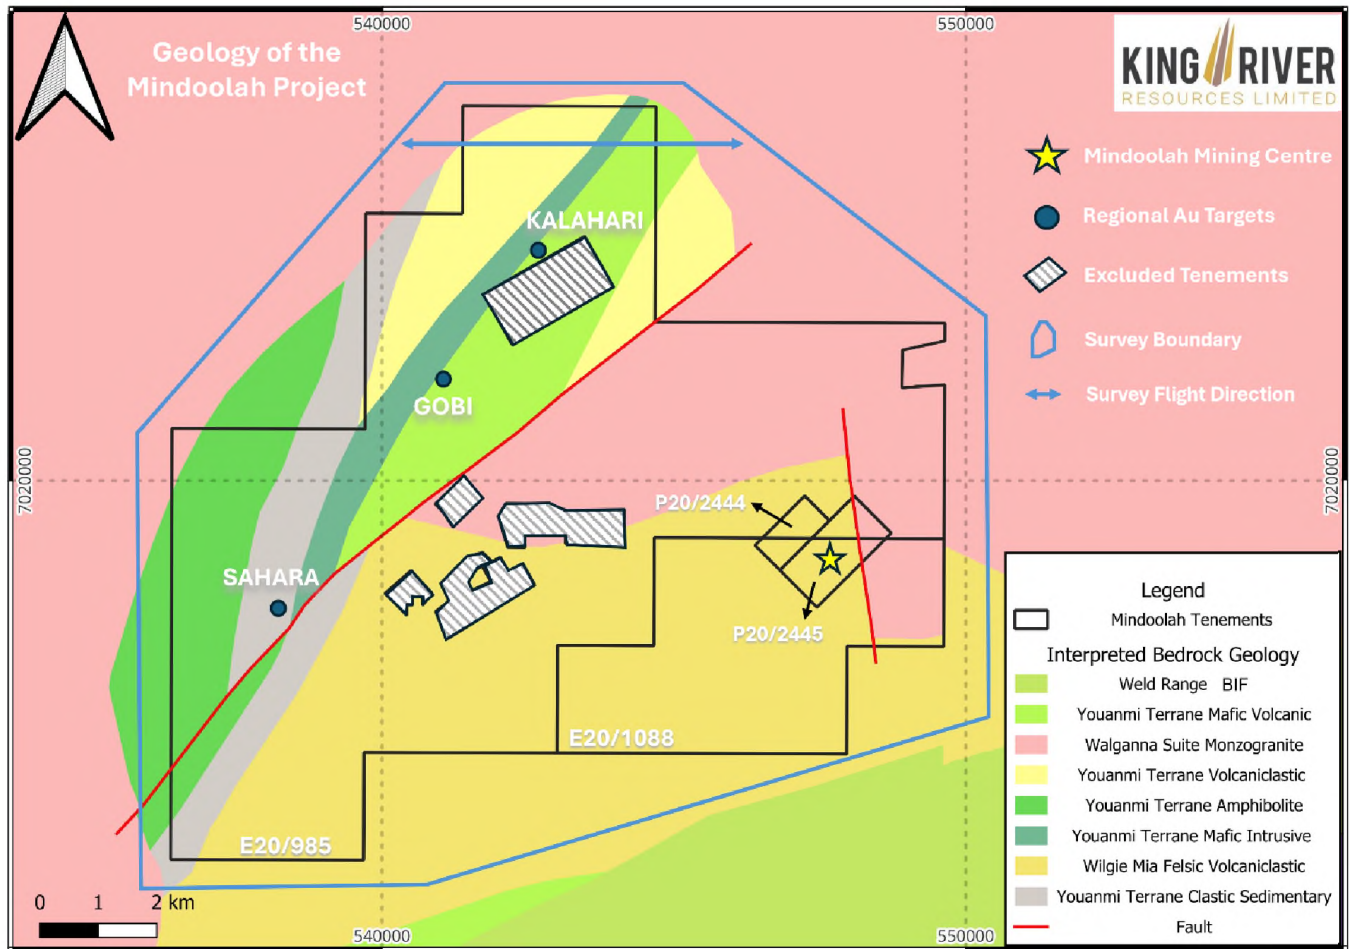 540000
550000
Geology of the
Mindoolah Project
KING RIVER
RESOURCES LIMITED
Mindoolah Mining Centre
Regional Au Targets
Excluded Tenements
Survey Boundary
Survey Flight Direction
KALAHARI
GOBI
7020000
7020000
P20/2444
SAHARA
P20/2445
E20/1088
E20/985
Legend
Mindoolah Tenements
Interpreted Bedrock Geology
Weld Range BIF
Youanmi Terrane Mafic Volcanic
Walganna Suite Monzogranite
Youanmi Terrane Volcaniclastic
Youanmi Terrane Amphibolite
Youanmi Terrane Mafic Intrusive
Wilgie Mia Felsic Volcaniclastic
Youanmi Terrane Clastic Sedimentary
Fault
0 1 2 km
540000
550000